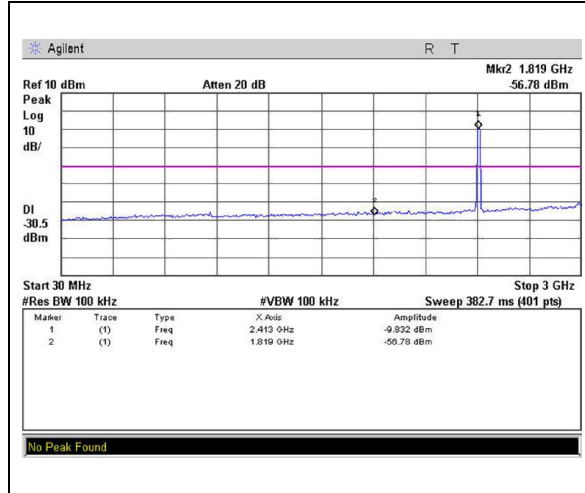 Agilent R T
Mkr2 1.819 GHz
Ref 10 dBm Atten 20 dB -56.78 dBm
Peak
Log
10
dB/
1
2
DI
-30.5
dBm
Start 30 MHz Stop 3 GHz
#Res BW 100 kHz #VBW 100 kHz Sweep 382.7 ms (401 pts)
Marker Trace Type X Axis Amplitude
1 (1) Freq 2.413 GHz -9.832 dBm
2 (1) Freq 1.819 GHz -56.78 dBm
No Peak Found